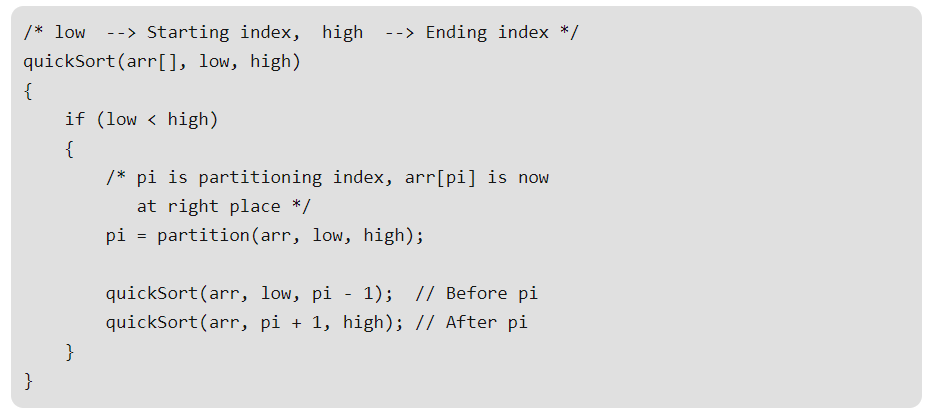 /* low  --> Starting index,  high  --> Ending index */
quickSort(arr[], low, high)
{
    if (low < high)
    {
        /* pi is partitioning index, arr[pi] is now
           at right place */
        pi = partition(arr, low, high);

        quickSort(arr, low, pi - 1);  // Before pi
        quickSort(arr, pi + 1, high); // After pi
    }
}